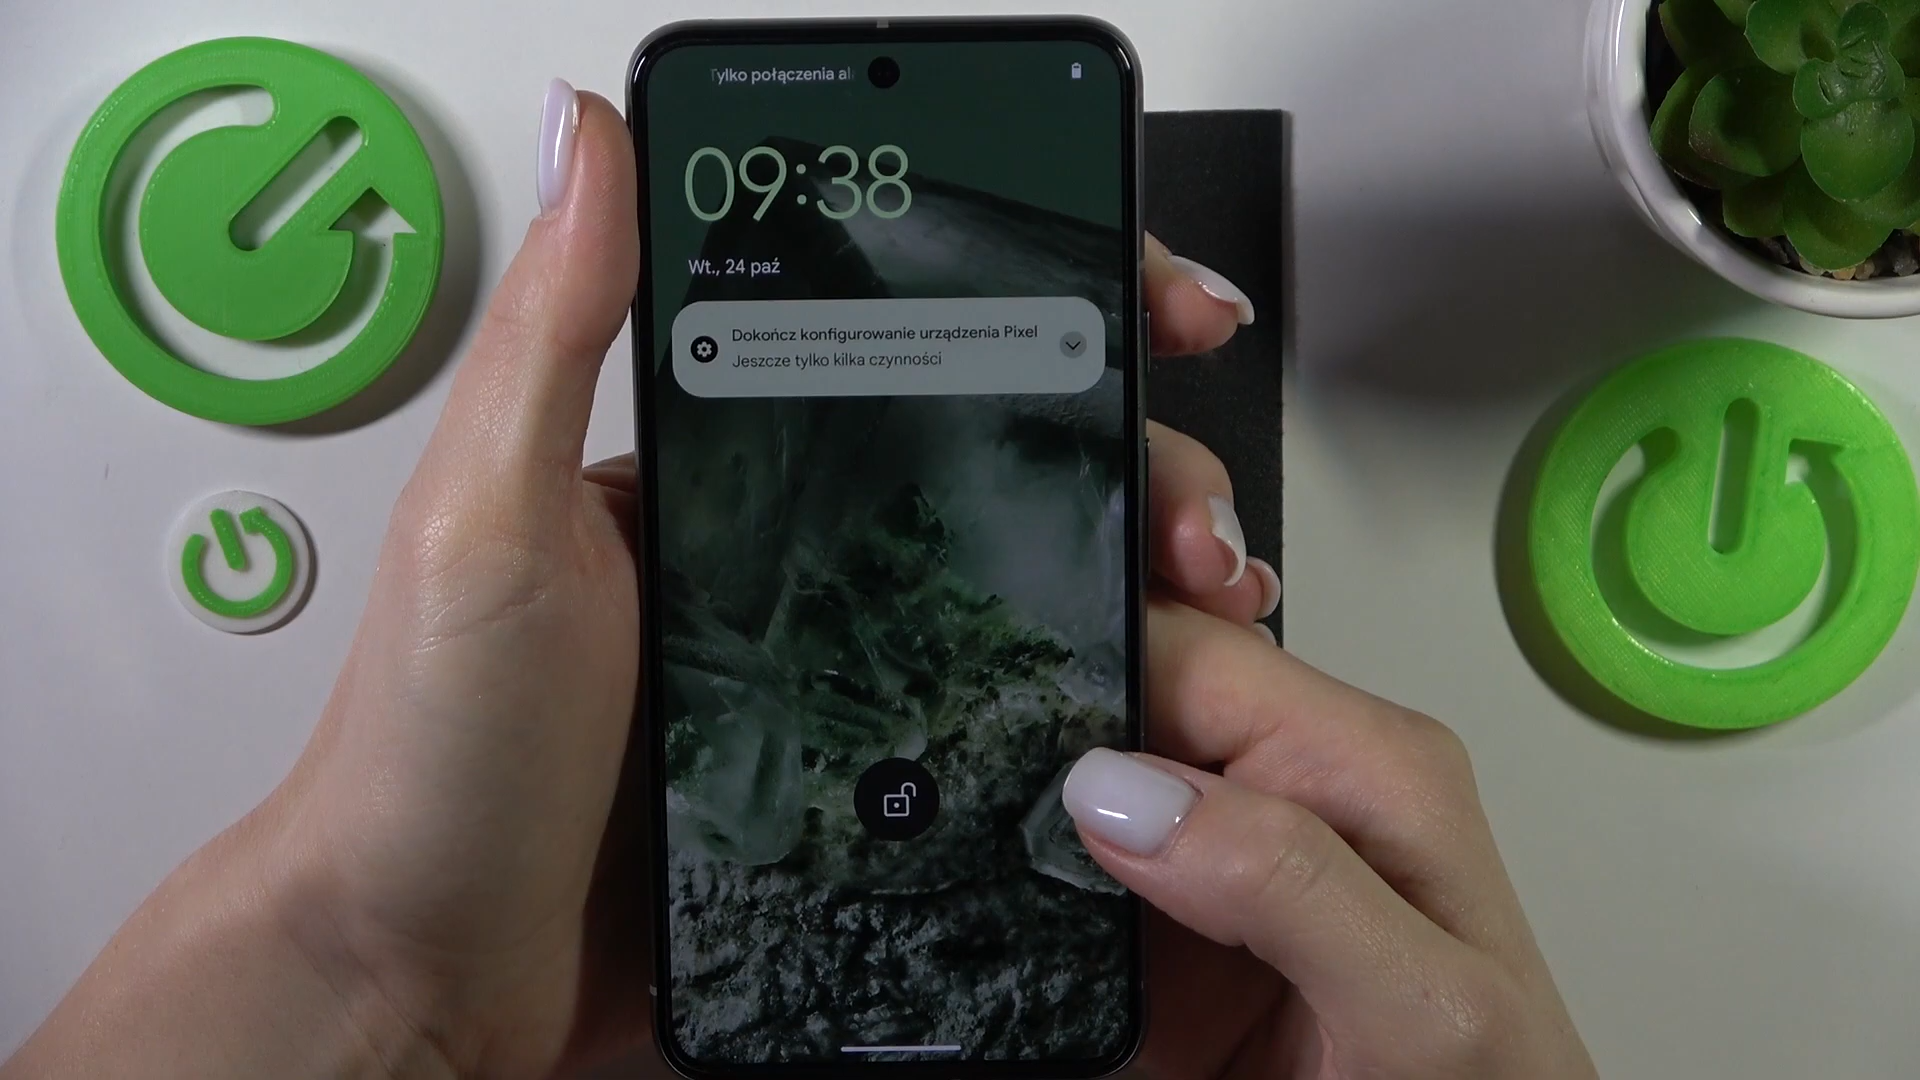 Tylko połączenia al
09:38
Wt., 24 paź
Dokończ konfigurowanie urządzenia Pixel
Jeszcze tylko kilka czynności